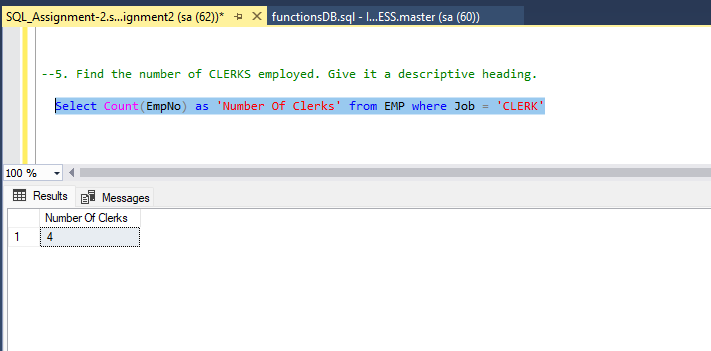 SQL_Assignment-2.s...ignment2 (sa (62))* functionsDB.sql - l...ESS.master (sa (60))
--5. Find the number of CLERKS employed. Give it a descriptive heading.
Select Count(EmpNo) as 'Number Of Clerks' from EMP where Job = 'CLERK'
100 %
Results Messages
Number Of Clerks
1 4